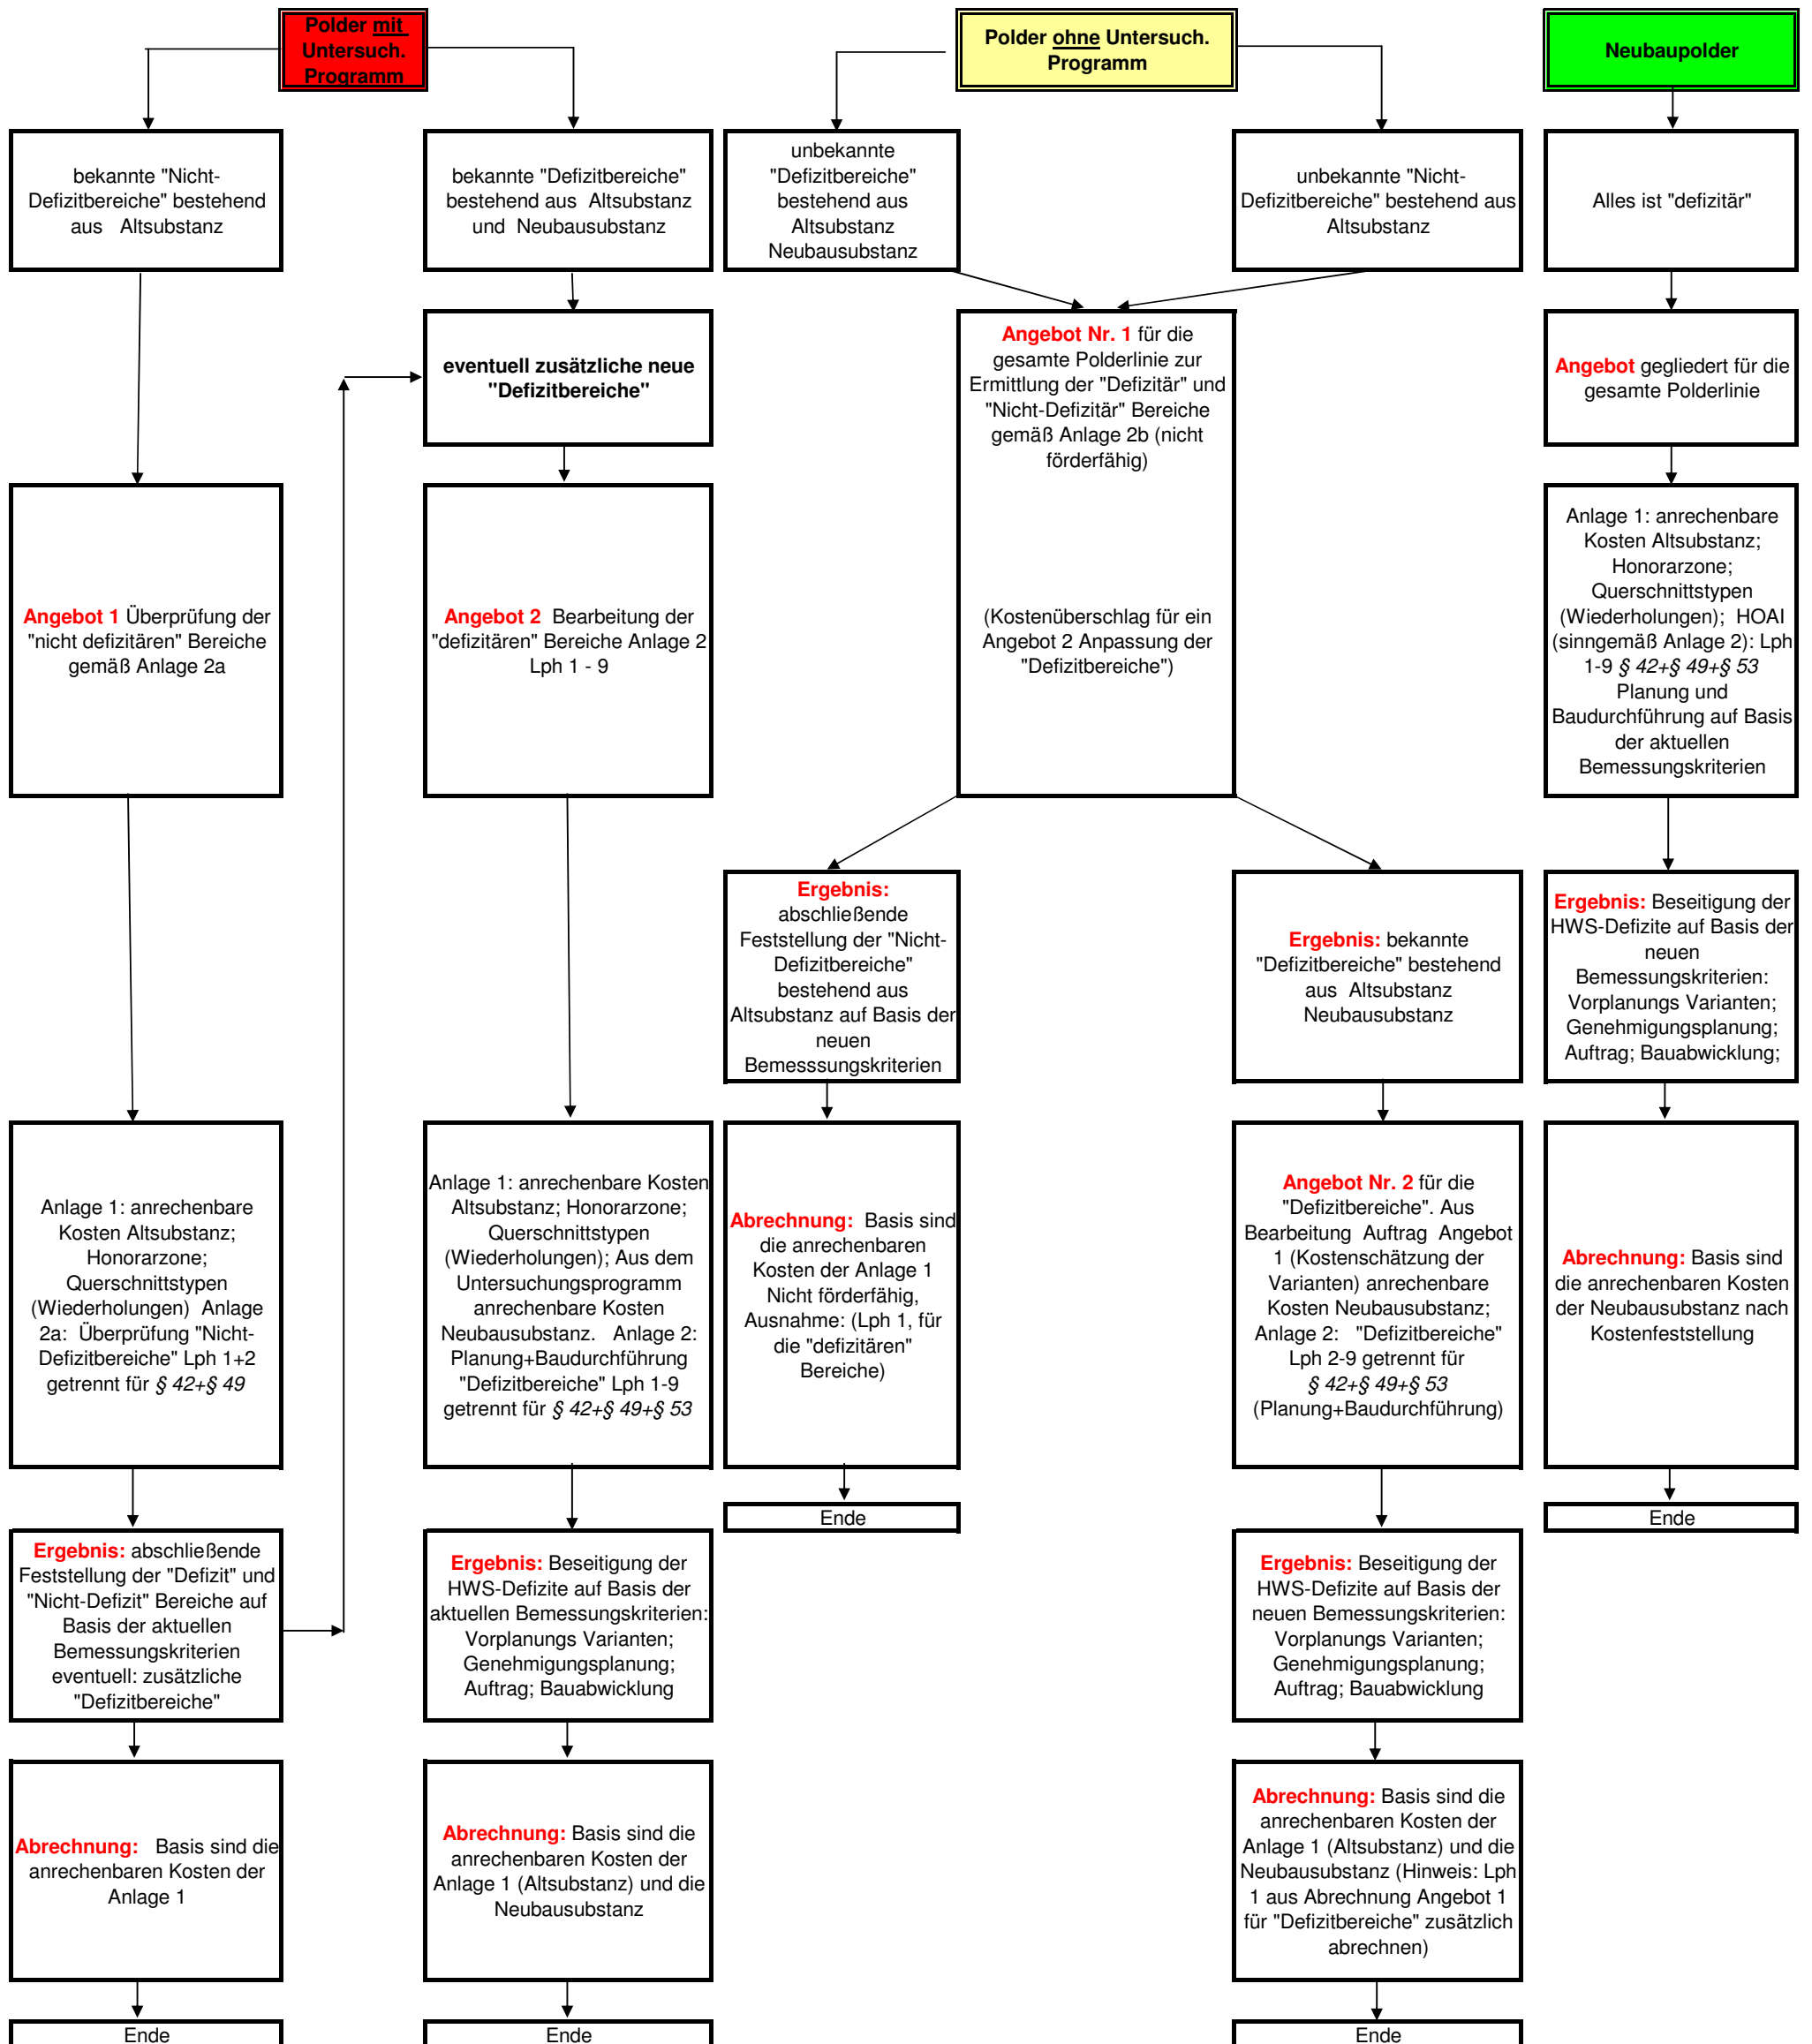 Polder mit
Untersuch.
Programm
Polder ohne Untersuch.
Programm
Neubaupolder
bekannte "Nicht-
Defizitbereiche" bestehend
aus Altsubstanz
bekannte "Defizitbereiche"
bestehend aus Altsubstanz
und Neubausubstanz
unbekannte
"Defizitbereiche"
bestehend aus
Altsubstanz
Neubausubstanz
unbekannte "Nicht-
Defizitbereiche" bestehend aus
Altsubstanz
Alles ist "defizitär"
eventuell zusätzliche neue
"Defizitbereiche"
Angebot Nr. 1 für die
gesamte Polderlinie zur
Ermittlung der "Defizitär" und
"Nicht-Defizitär" Bereiche
gemäß Anlage 2b (nicht
förderfähig)
(Kostenüberschlag für ein
Angebot 2 Anpassung der
"Defizitbereiche")
Angebot gegliedert für die
gesamte Polderlinie
Angebot 1 Überprüfung der
"nicht defizitären" Bereiche
gemäß Anlage 2a
Angebot 2 Bearbeitung der
"defizitären" Bereiche Anlage 2
Lph 1 - 9
Anlage 1: anrechenbare
Kosten Altsubstanz;
Honorarzone;
Querschnittstypen
(Wiederholungen); HOAI
(sinngemäß Anlage 2): Lph
1-9 § 42+§ 49+§ 53
Planung und
Baudurchführung auf Basis
der aktuellen
Bemessungskriterien
Ergebnis:
abschließende
Feststellung der "Nicht-
Defizitbereiche"
bestehend aus
Altsubstanz auf Basis der
neuen
Bemesssungskriterien
Ergebnis: bekannte
"Defizitbereiche" bestehend
aus Altsubstanz
Neubausubstanz
Ergebnis: Beseitigung der
HWS-Defizite auf Basis der
neuen
Bemessungskriterien:
Vorplanungs Varianten;
Genehmigungsplanung;
Auftrag; Bauabwicklung;
Anlage 1: anrechenbare
Kosten Altsubstanz;
Honorarzone;
Querschnittstypen
(Wiederholungen) Anlage
2a: Überprüfung "Nicht-
Defizitbereiche" Lph 1+2
getrennt für § 42+§ 49
Anlage 1: anrechenbare Kosten
Altsubstanz; Honorarzone;
Querschnittstypen
(Wiederholungen); Aus dem
Untersuchungsprogramm
anrechenbare Kosten
Neubausubstanz. Anlage 2:
Planung+Baudurchführung
"Defizitbereiche" Lph 1-9
getrennt für § 42+§ 49+§ 53
Abrechnung: Basis sind
die anrechenbaren
Kosten der Anlage 1
Nicht förderfähig,
Ausnahme: (Lph 1, für
die "defizitären"
Bereiche)
Angebot Nr. 2 für die
"Defizitbereiche". Aus
Bearbeitung Auftrag Angebot
1 (Kostenschätzung der
Varianten) anrechenbare
Kosten Neubausubstanz;
Anlage 2: "Defizitbereiche"
Lph 2-9 getrennt für
§ 42+§ 49+§ 53
(Planung+Baudurchführung)
Abrechnung: Basis sind
die anrechenbaren Kosten
der Neubausubstanz nach
Kostenfeststellung
Ende
Ende
Ergebnis: abschließende
Feststellung der "Defizit" und
"Nicht-Defizit" Bereiche auf
Basis der aktuellen
Bemessungskriterien
eventuell: zusätzliche
"Defizitbereiche"
Ergebnis: Beseitigung der
HWS-Defizite auf Basis der
aktuellen Bemessungskriterien:
Vorplanungs Varianten;
Genehmigungsplanung;
Auftrag; Bauabwicklung
Ergebnis: Beseitigung der
HWS-Defizite auf Basis der
neuen Bemessungskriterien:
Vorplanungs Varianten;
Genehmigungsplanung;
Auftrag; Bauabwicklung
Abrechnung: Basis sind die
anrechenbaren Kosten der
Anlage 1
Abrechnung: Basis sind die
anrechenbaren Kosten der
Anlage 1 (Altsubstanz) und die
Neubausubstanz
Abrechnung: Basis sind die
anrechenbaren Kosten der
Anlage 1 (Altsubstanz) und die
Neubausubstanz (Hinweis: Lph
1 aus Abrechnung Angebot 1
für "Defizitbereiche" zusätzlich
abrechnen)
Ende
Ende
Ende